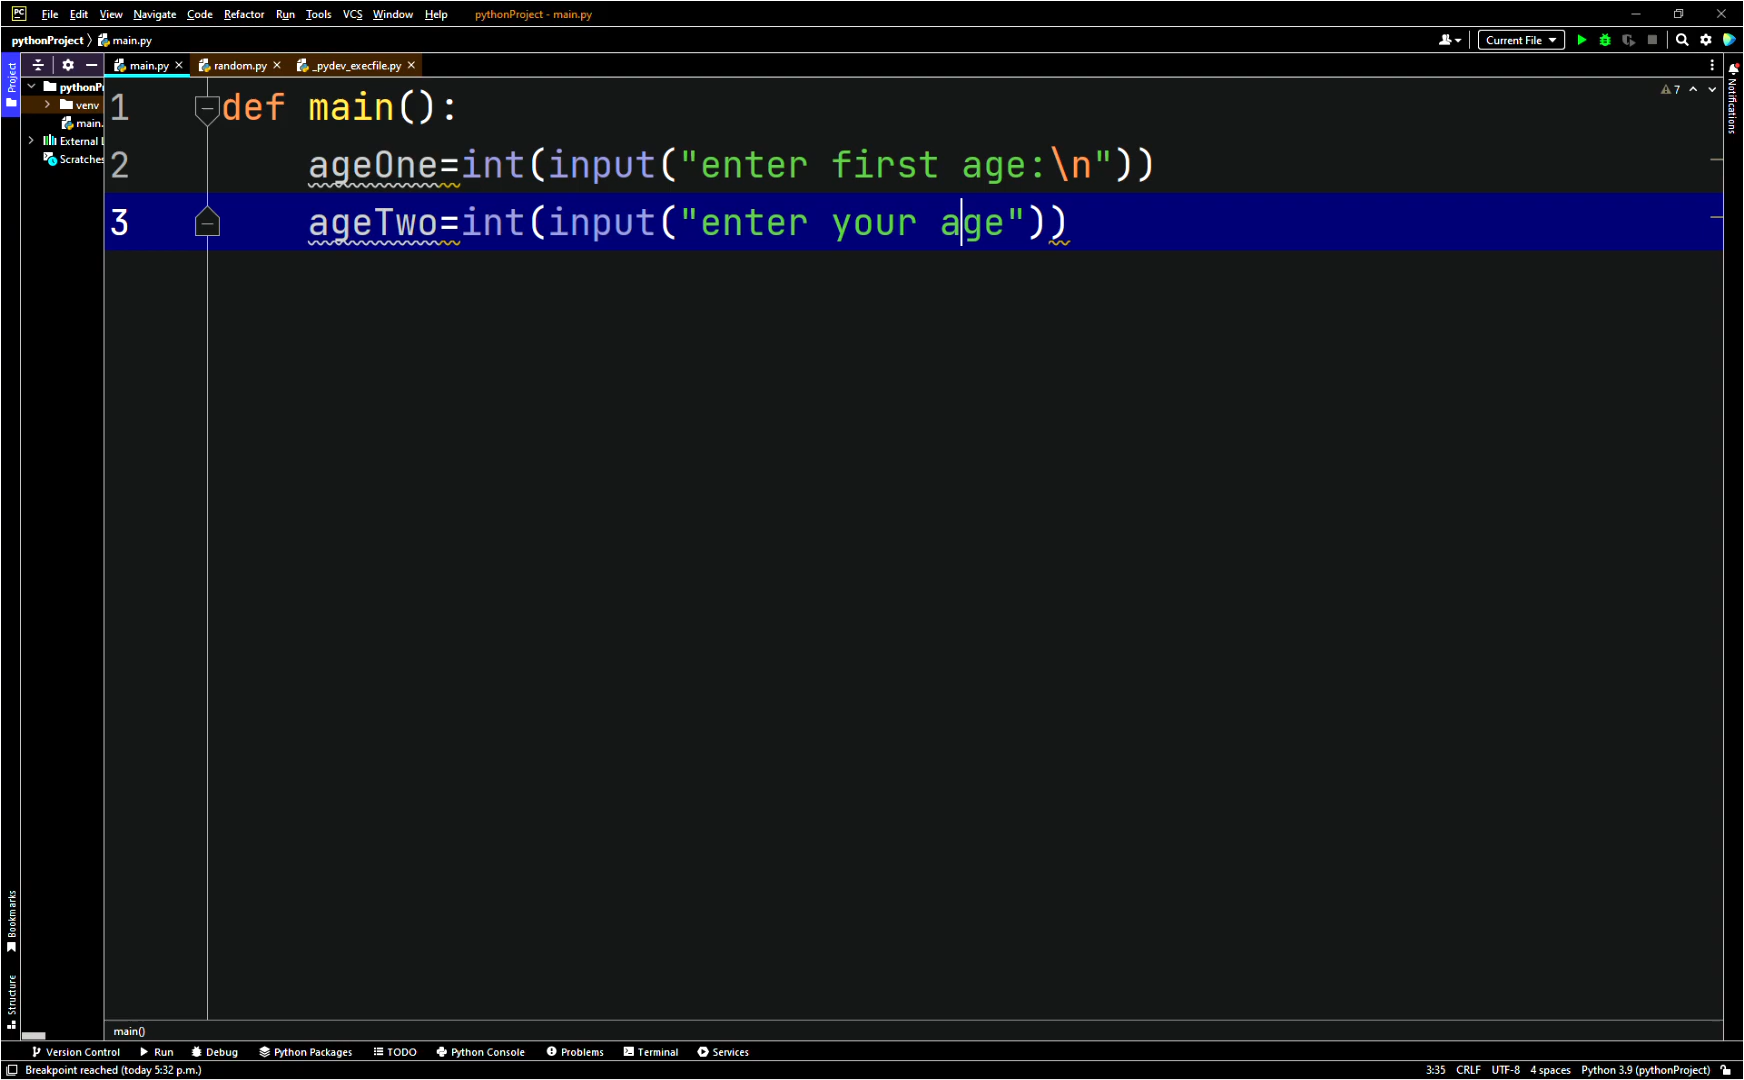 PC File Edit View Navigate Code Refactor Run Tools VCS Window Help pythonProject - main.py
pythonProject main.py Current File
Project main.py random.py _pydev_execfile.py
pythonP
venv
main.
External L
Scratches
7
Notifications
1 def main():
2 ageOne=int(input("enter first age:\n"))
3 ageTwo=int(input("enter your age"))
Bookmarks
Structure
main()
Version Control Run Debug Python Packages TODO Python Console Problems Terminal Services
Breakpoint reached (today 5:32 p.m.) 3:35 CRLF UTF-8 4 spaces Python 3.9 (pythonProject)